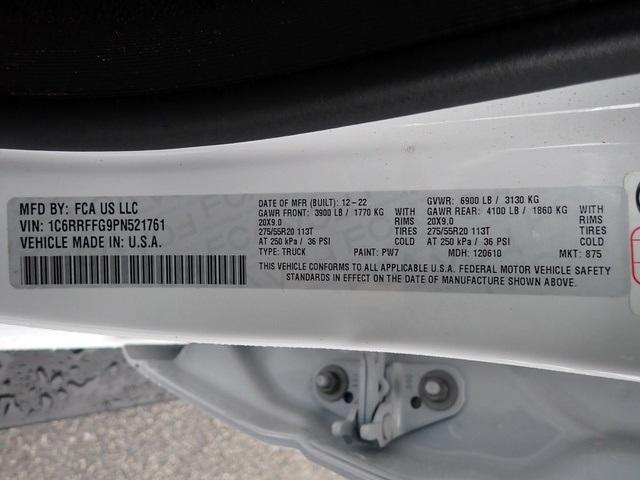 MFD BY: FCA US LLC
VIN: 1C6RRFFG9PN521761
VEHICLE MADE IN: U.S.A.
DATE OF MFR (BUILT): 12-22 GVWR: 6900 LB / 3130 KG
GAWR FRONT: 3900 LB / 1770 KG WITH GAWR REAR: 4100 LB / 1860 KG WITH
20X9.0 RIMS 20X9.0 RIMS
275/55R20 113T TIRES 275/55R20 113T TIRES
AT 250 kPa / 36 PSI COLD AT 250 kPa / 36 PSI COLD
TYPE: TRUCK PAINT: PW7 MDH: 120610 MKT: 875
THIS VEHICLE CONFORMS TO ALL APPLICABLE U.S.A. FEDERAL MOTOR VEHICLE SAFETY
STANDARDS IN EFFECT ON THE DATE OF MANUFACTURE SHOWN ABOVE.